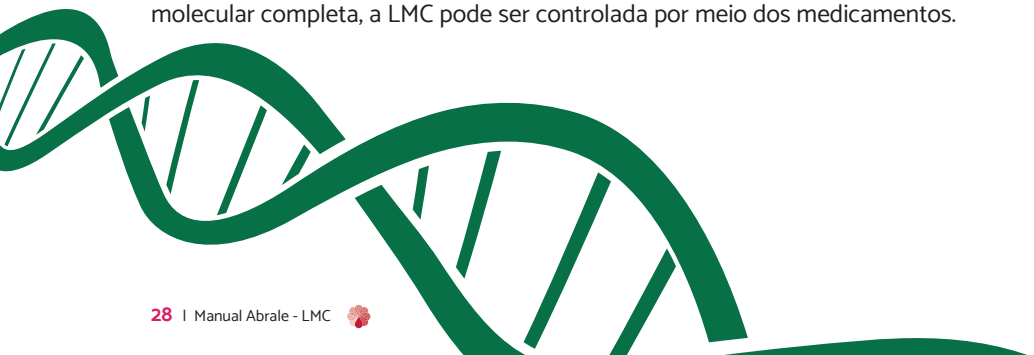 molecular completa, a LMC pode ser controlada por meio dos medicamentos.
28 | Manual Abrale - LMC